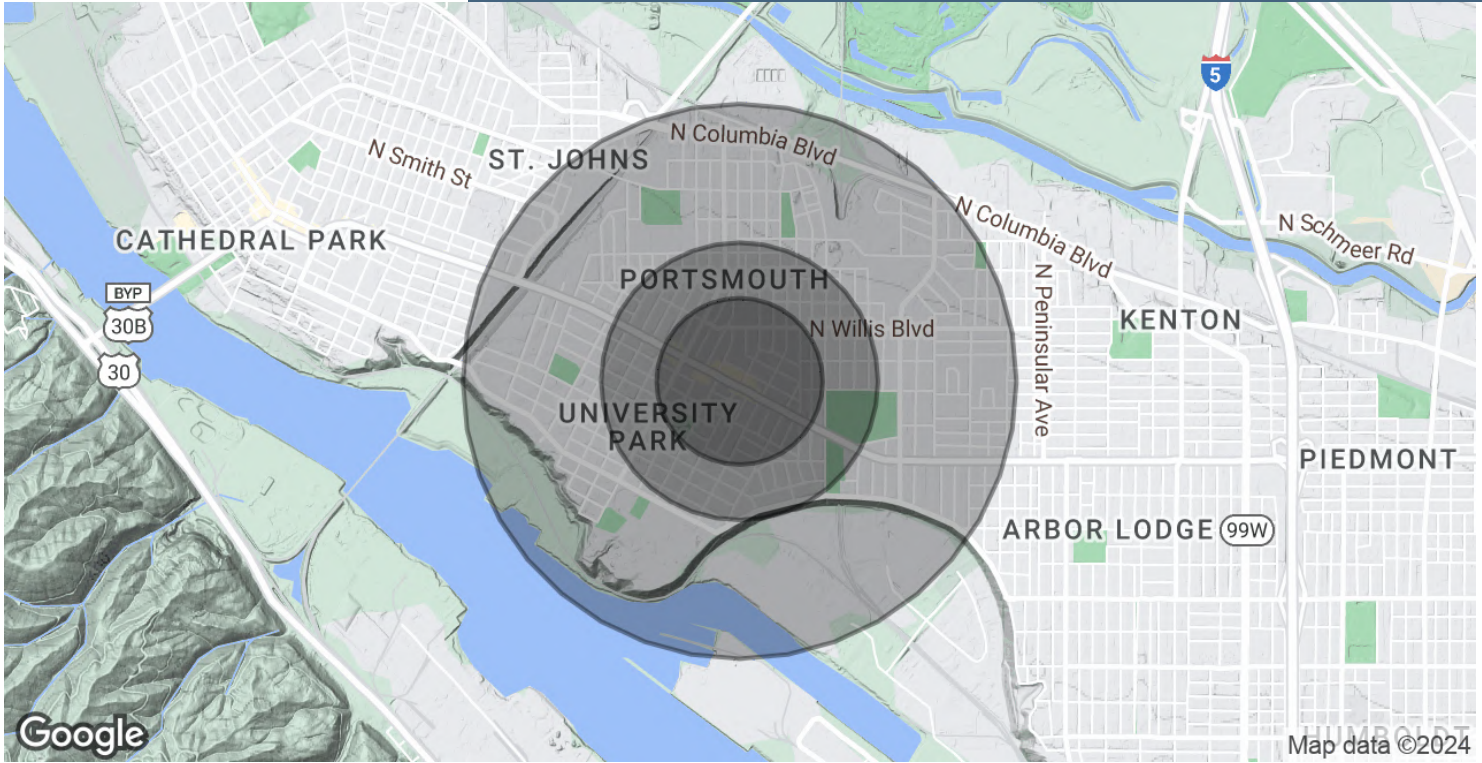 5
N Columbia Blvd
N Smith St
ST. JOHNS
N Columbia Blvd
N Schmeer Rd
CATHEDRAL PARK
N Peninsular Ave
PORTSMOUTH
BYP
30B
N Willis Blvd
KENTON
30
UNIVERSITY
PARK
PIEDMONT
ARBOR LODGE
99W
HUMBOLDT
Google
Map data ©2024